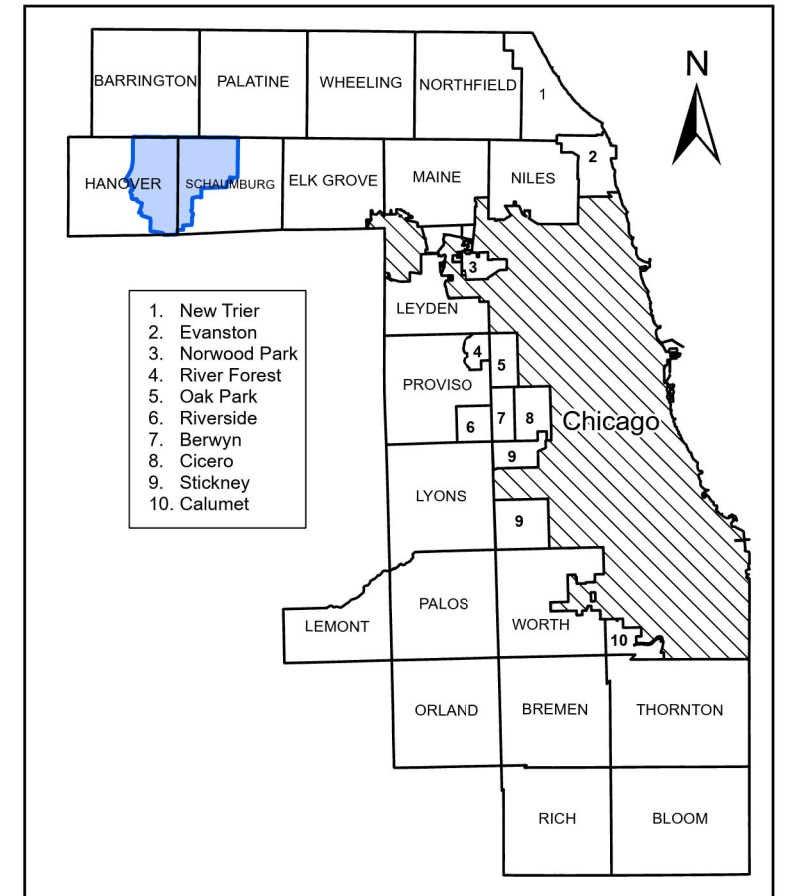 N
BARRINGTON
PALATINE
WHEELING
NORTHFIELD
1
HANOVER
SCHAUMBURG
ELK GROVE
MAINE
NILES
2
3
LEYDEN
1. New Trier
2. Evanston
3. Norwood Park
4. River Forest
5. Oak Park
6. Riverside
7. Berwyn
8. Cicero
9. Stickney
10. Calumet
4
5
PROVISO
6
7
8
Chicago
9
LYONS
9
PALOS
LEMONT
WORTH
10
ORLAND
BREMEN
THORNTON
RICH
BLOOM